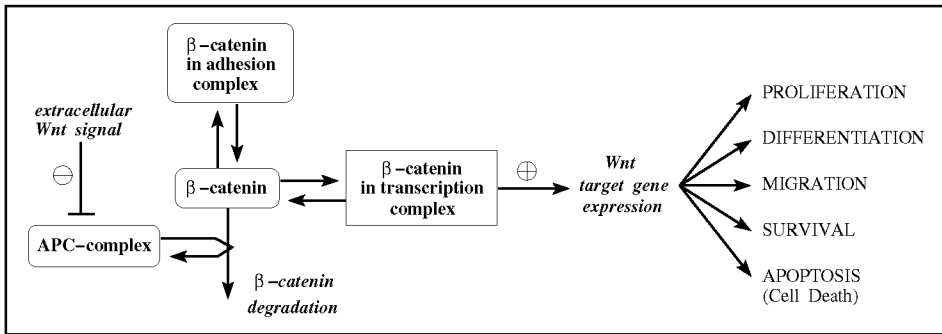 β-catenin
in adhesion
complex
extracellular
Wnt signal
β-catenin
β-catenin
in transcription
complex
Wnt
target gene
expression
PROLIFERATION
DIFFERENTIATION
MIGRATION
SURVIVAL
APOPTOSIS
(Cell Death)
APC-complex
β-catenin
degradation